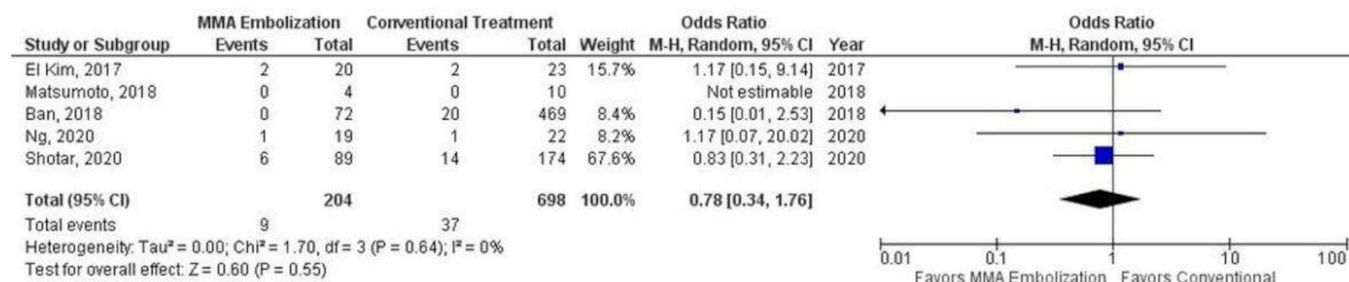 MMA Embolization Conventional Treatment Odds Ratio Odds Ratio
Study or Subgroup Events Total Events Total Weight M-H, Random, 95% CI Year M-H, Random, 95% CI
El Kim, 2017 2 20 2 23 15.7% 1.17 [0.15, 9.14] 2017
Matsumoto, 2018 0 4 0 10 Not estimable 2018
Ban, 2018 0 72 20 469 8.4% 0.15 [0.01, 2.53] 2018
Ng, 2020 1 19 1 22 8.2% 1.17 [0.07, 20.02] 2020
Shotar, 2020 6 89 14 174 67.6% 0.83 [0.31, 2.23] 2020
Total (95% CI) 204 698 100.0% 0.78 [0.34, 1.76]
Total events 9 37
Heterogeneity: Tau² = 0.00; Chi² = 1.70, df = 3 (P = 0.64); I² = 0%
Test for overall effect: Z = 0.60 (P = 0.55)
0.01 0.1 1 10 100
Favors MMA Embolization Favors Conventional